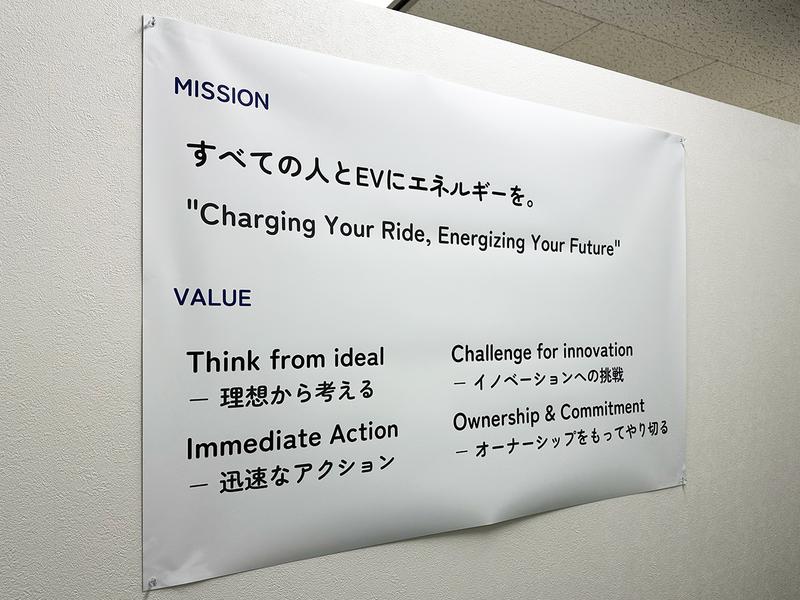 MISSION
すべての人とEVにエネルギーを。
"Charging Your Ride, Energizing Your Future"
VALUE
Think from ideal
― 理想から考える
Immediate Action
― 迅速なアクション
Challenge for innovation
― イノベーションへの挑戦
Ownership & Commitment
― オーナーシップをもってやり切る